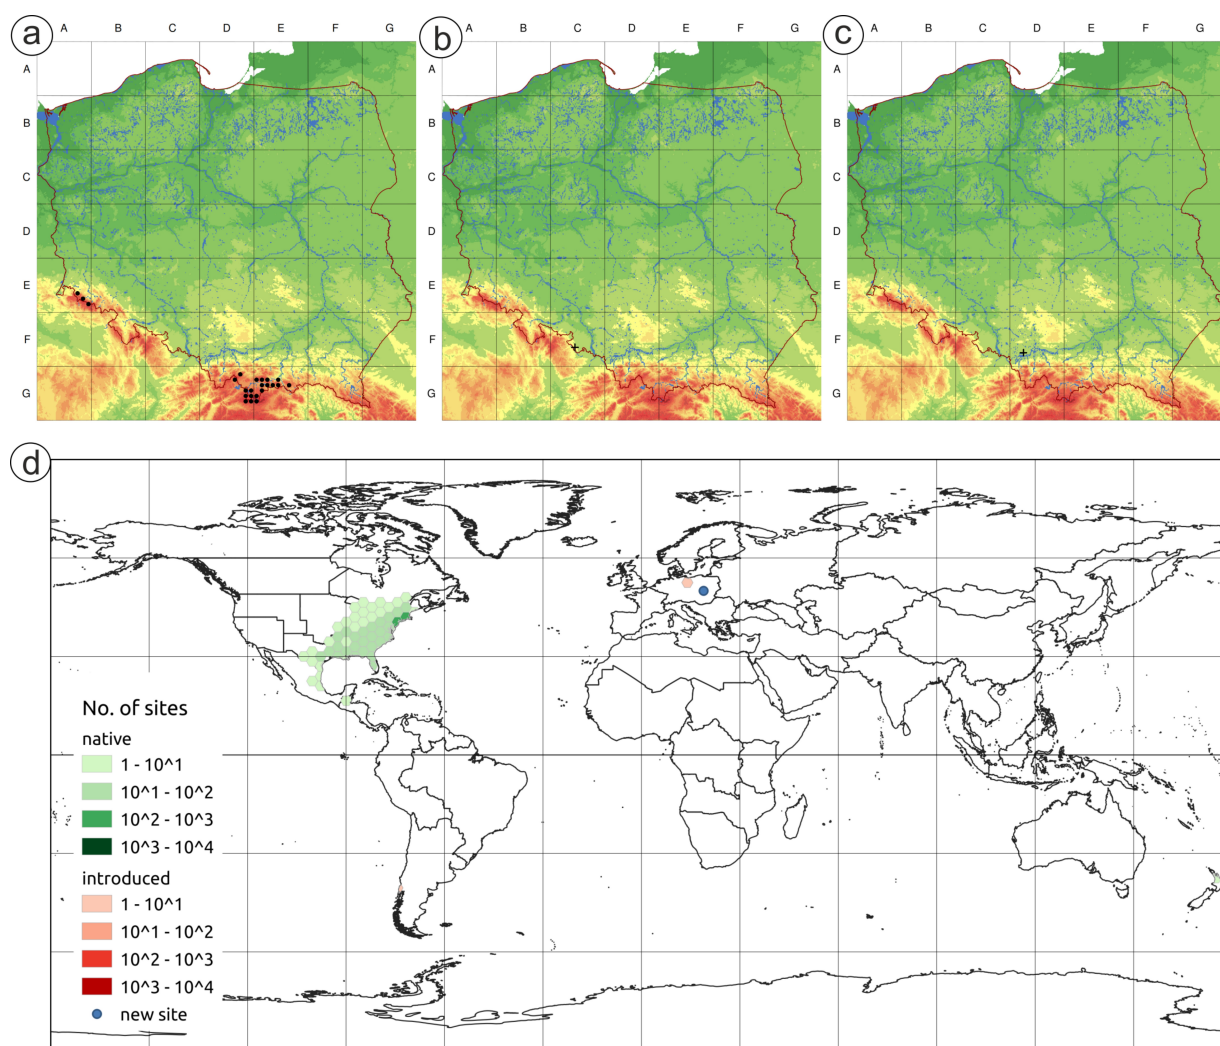 a
A B C D E F G
A
B
C
D
E
F
G
b
A B C D E F G
A
B
C
D
E
F
G
c
A B C D E F G
A
B
C
D
E
F
G
d
No. of sites
native
1 - 10^1
10^1 - 10^2
10^2 - 10^3
10^3 - 10^4
introduced
1 - 10^1
10^1 - 10^2
10^2 - 10^3
10^3 - 10^4
new site